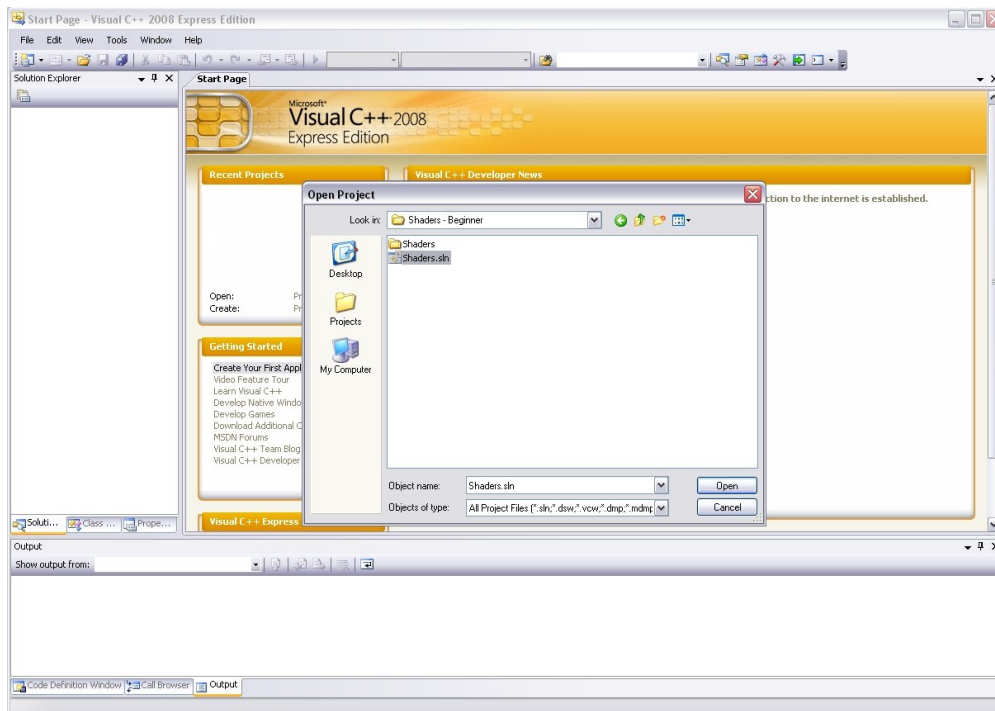 Start Page - Visual C++ 2008 Express Edition
File Edit View Tools Window Help
Solution Explorer
Start Page
Microsoft
Visual C++ 2008
Express Edition
Recent Projects
Visual C++ Developer News
ction to the internet is established.
Open: Pr
Create: Pr
Getting Started
Create Your First Appl
Video Feature Tour
Learn Visual C++
Develop Native Windo
Develop Games
Download Additional C
MSDN Forums
Visual C++ Team Blog
Visual C++ Developer
Visual C++ Express
Open Project
Look in: Shaders - Beginner
Desktop
Projects
My Computer
Shaders
Shaders.sln
Object name: Shaders.sln Open
Objects of type: All Project Files (*.sln;*.dsw;*.vcw;*.dmp;*.mdmp Cancel
Soluti... Class ... Prope...
Output
Show output from:
Code Definition Window Call Browser Output